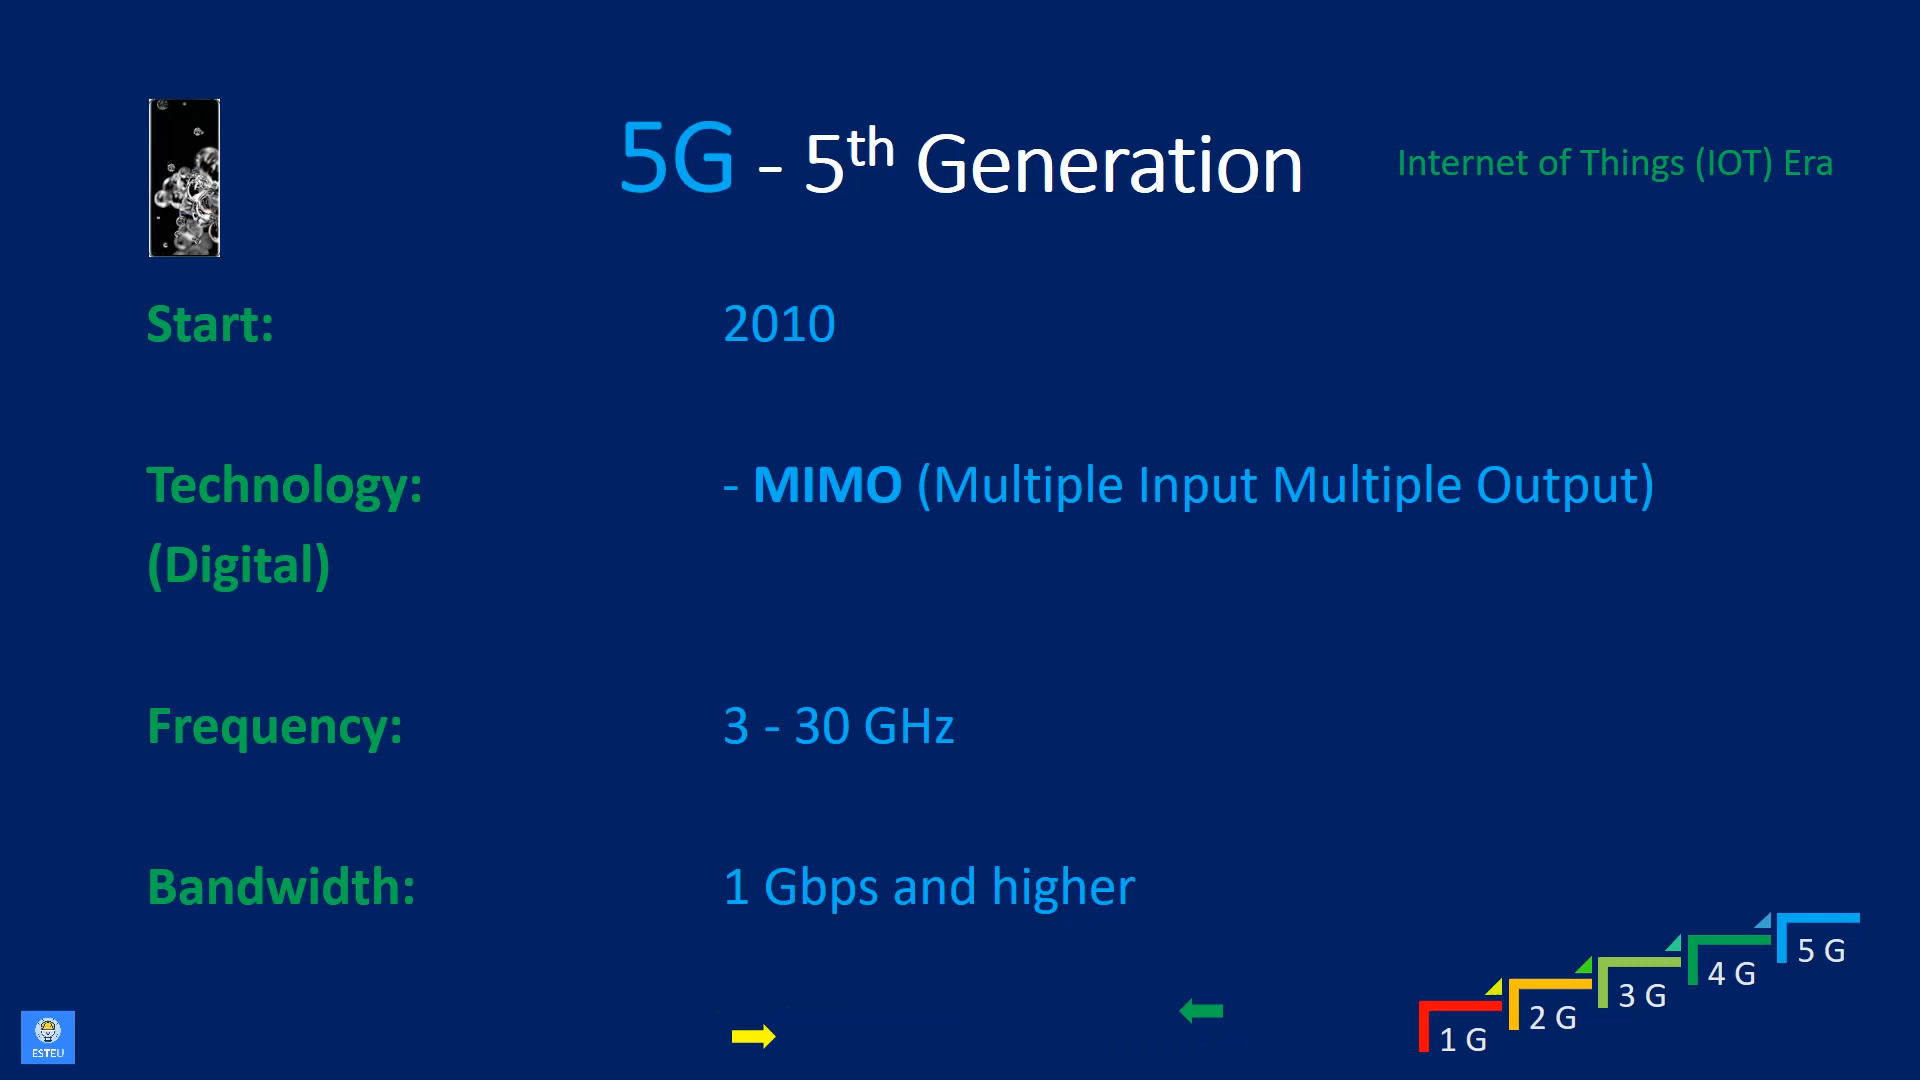 5G - 5th Generation
Internet of Things (IOT) Era
Start: 2010
Technology: - MIMO (Multiple Input Multiple Output)
(Digital)
Frequency: 3 - 30 GHz
Bandwidth: 1 Gbps and higher
5 G
4 G
3 G
2 G
1 G
ESTEU